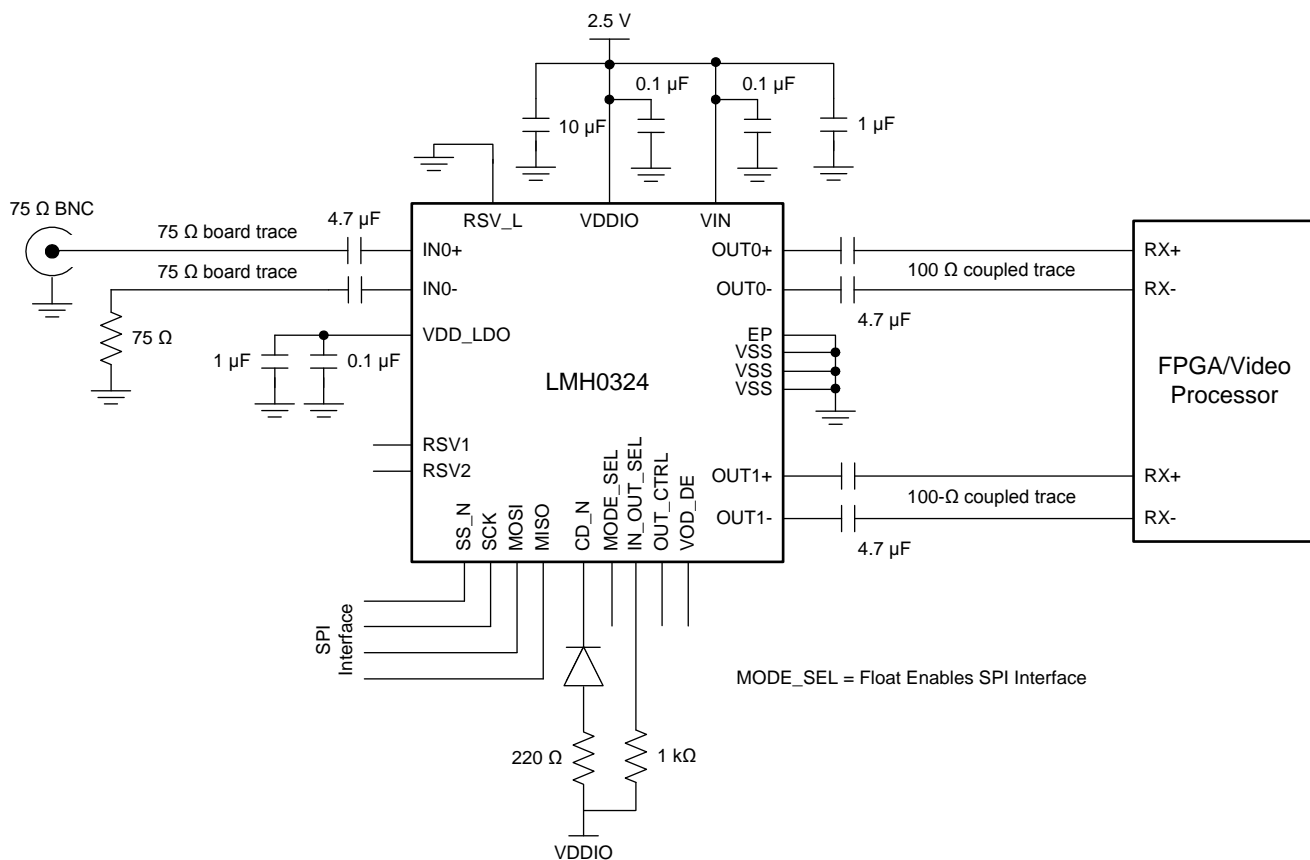 2.5 V
10 µF
0.1 µF
0.1 µF
1 µF
75 Ω BNC
75 Ω board trace
4.7 µF
75 Ω board trace
75 Ω
1 µF
0.1 µF
RSV_L
VDDIO
VIN
IN0+
IN0-
VDD_LDO
RSV1
RSV2
LMH0324
OUT0+
OUT0-
EP
VSS
VSS
VSS
OUT1+
OUT1-
SS_N
SCK
MOSI
MISO
CD_N
MODE_SEL
IN_OUT_SEL
OUT_CTRL
VOD_DE
100 Ω coupled trace
4.7 µF
100-Ω coupled trace
4.7 µF
RX+
RX-
FPGA/Video
Processor
RX+
RX-
SPI
Interface
MODE_SEL = Float Enables SPI Interface
220 Ω
1 kΩ
VDDIO